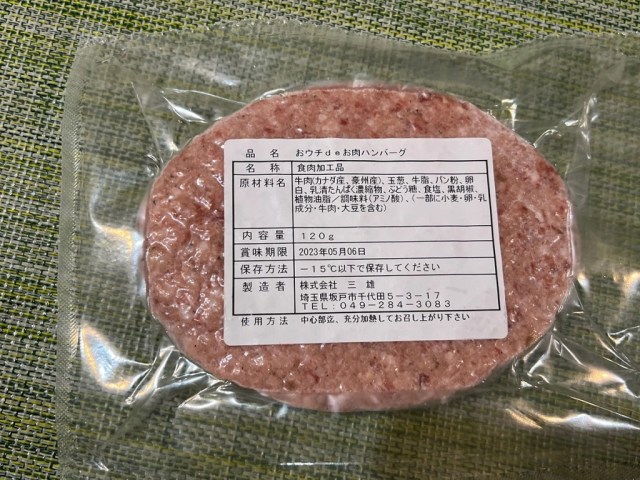 品名 おウチdeお肉ハンバーグ
名称 食肉加工品
原材料名 牛肉(カナダ産、豪州産)、玉葱、牛脂、パン粉、卵
白、乳清たんぱく濃縮物、ぶどう糖、食塩、黒胡椒、
植物油脂/調味料(アミノ酸)、(一部に小麦・卵・乳
成分・牛肉・大豆を含む)
内容量 120g
賞味期限 2023年05月06日
保存方法 -15℃以下で保存してください
製造者 株式会社 三雄
埼玉県坂戸市千代田5-3-17
TEL:049-284-3083
使用方法 中心部迄、充分加熱してお召し上がり下さい